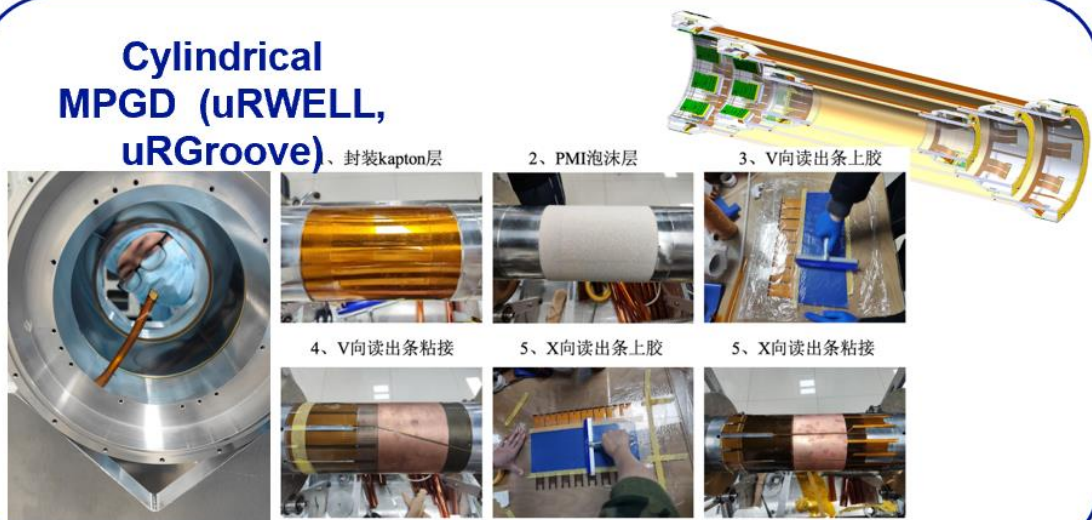 Cylindrical
MPGD (uRWELL,
uRGroove)
、封装kapton层
2、PMI泡沫层
3、V向读出条上胶
4、V向读出条粘接
5、X向读出条上胶
5、X向读出条粘接